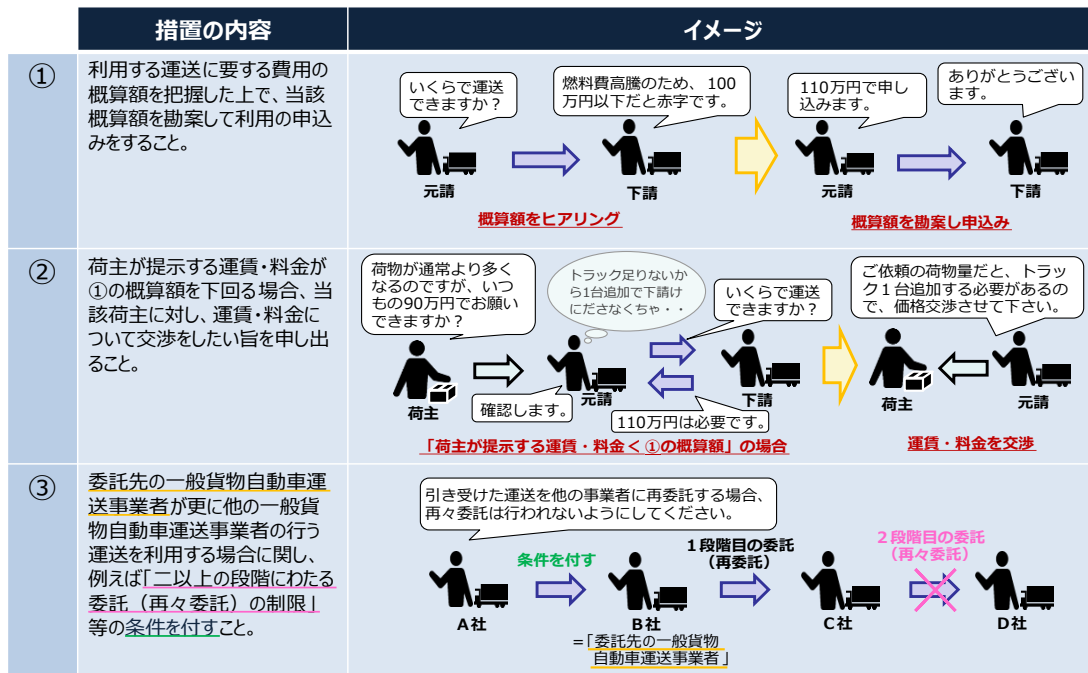 措置の内容
イメージ
①
利用する運送に要する費用の
概算額を把握した上で、当該
概算額を勘案して利用の申込
みをすること。
いくらで運送
できますか？
燃料費高騰のため、100
万円以下だと赤字です。
110万円で申し
込みます。
ありがとうござい
ます。
元請
下請
元請
下請
概算額をヒアリング
概算額を勘案し申込み
②
荷主が提示する運賃・料金が
①の概算額を下回る場合、当
該荷主に対し、運賃・料金に
ついて交渉をしたい旨を申し出
ること。
荷物が通常より多く
なるのですが、いつ
もの90万円でお願い
できますか？
トラック足りないか
ら1台追加で下請け
にださなくちゃ・・
いくらで運送
できますか？
ご依頼の荷物量だと、トラッ
ク１台追加する必要があるの
で、価格交渉させて下さい。
荷主
確認します。
元請
下請
110万円は必要です。
荷主
元請
「荷主が提示する運賃・料金＜①の概算額」の場合
運賃・料金を交渉
③
委託先の一般貨物自動車運
送事業者が更に他の一般貨
物自動車運送事業者の行う
運送を利用する場合に関し、
例えば「二以上の段階にわたる
委託（再々委託）の制限」
等の条件を付すこと。
引き受けた運送を他の事業者に再委託する場合、
再々委託は行われないようにしてください。
条件を付す
１段階目の委託
（再委託）
２段階目の委託
（再々委託）
A社
B社
C社
D社
＝「委託先の一般貨物
自動車運送事業者」